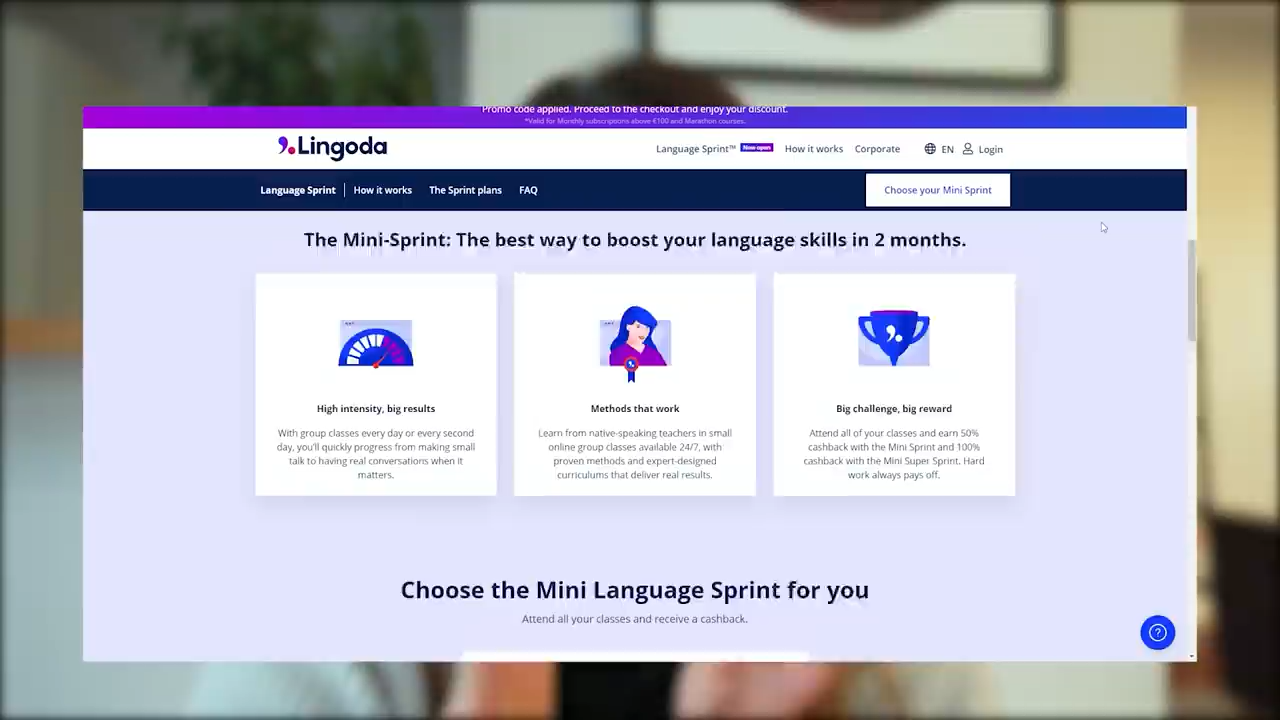 Promo code applied. Proceed to the checkout and enjoy your discount.
*Valid for Monthly subscriptions above €100 and Marathon courses.
Lingoda
Language Sprint™ Now open How it works Corporate EN Login
Language Sprint How it works The Sprint plans FAQ Choose your Mini Sprint
The Mini-Sprint: The best way to boost your language skills in 2 months.
High intensity, big results
With group classes every day or every second
day, you'll quickly progress from making small
talk to having real conversations when it
matters.
Methods that work
Learn from native-speaking teachers in small
online group classes available 24/7, with
proven methods and expert-designed
curriculums that deliver real results.
Big challenge, big reward
Attend all of your classes and earn 50%
cashback with the Mini Sprint and 100%
cashback with the Mini Super Sprint. Hard
work always pays off.
Choose the Mini Language Sprint for you
Attend all your classes and receive a cashback.